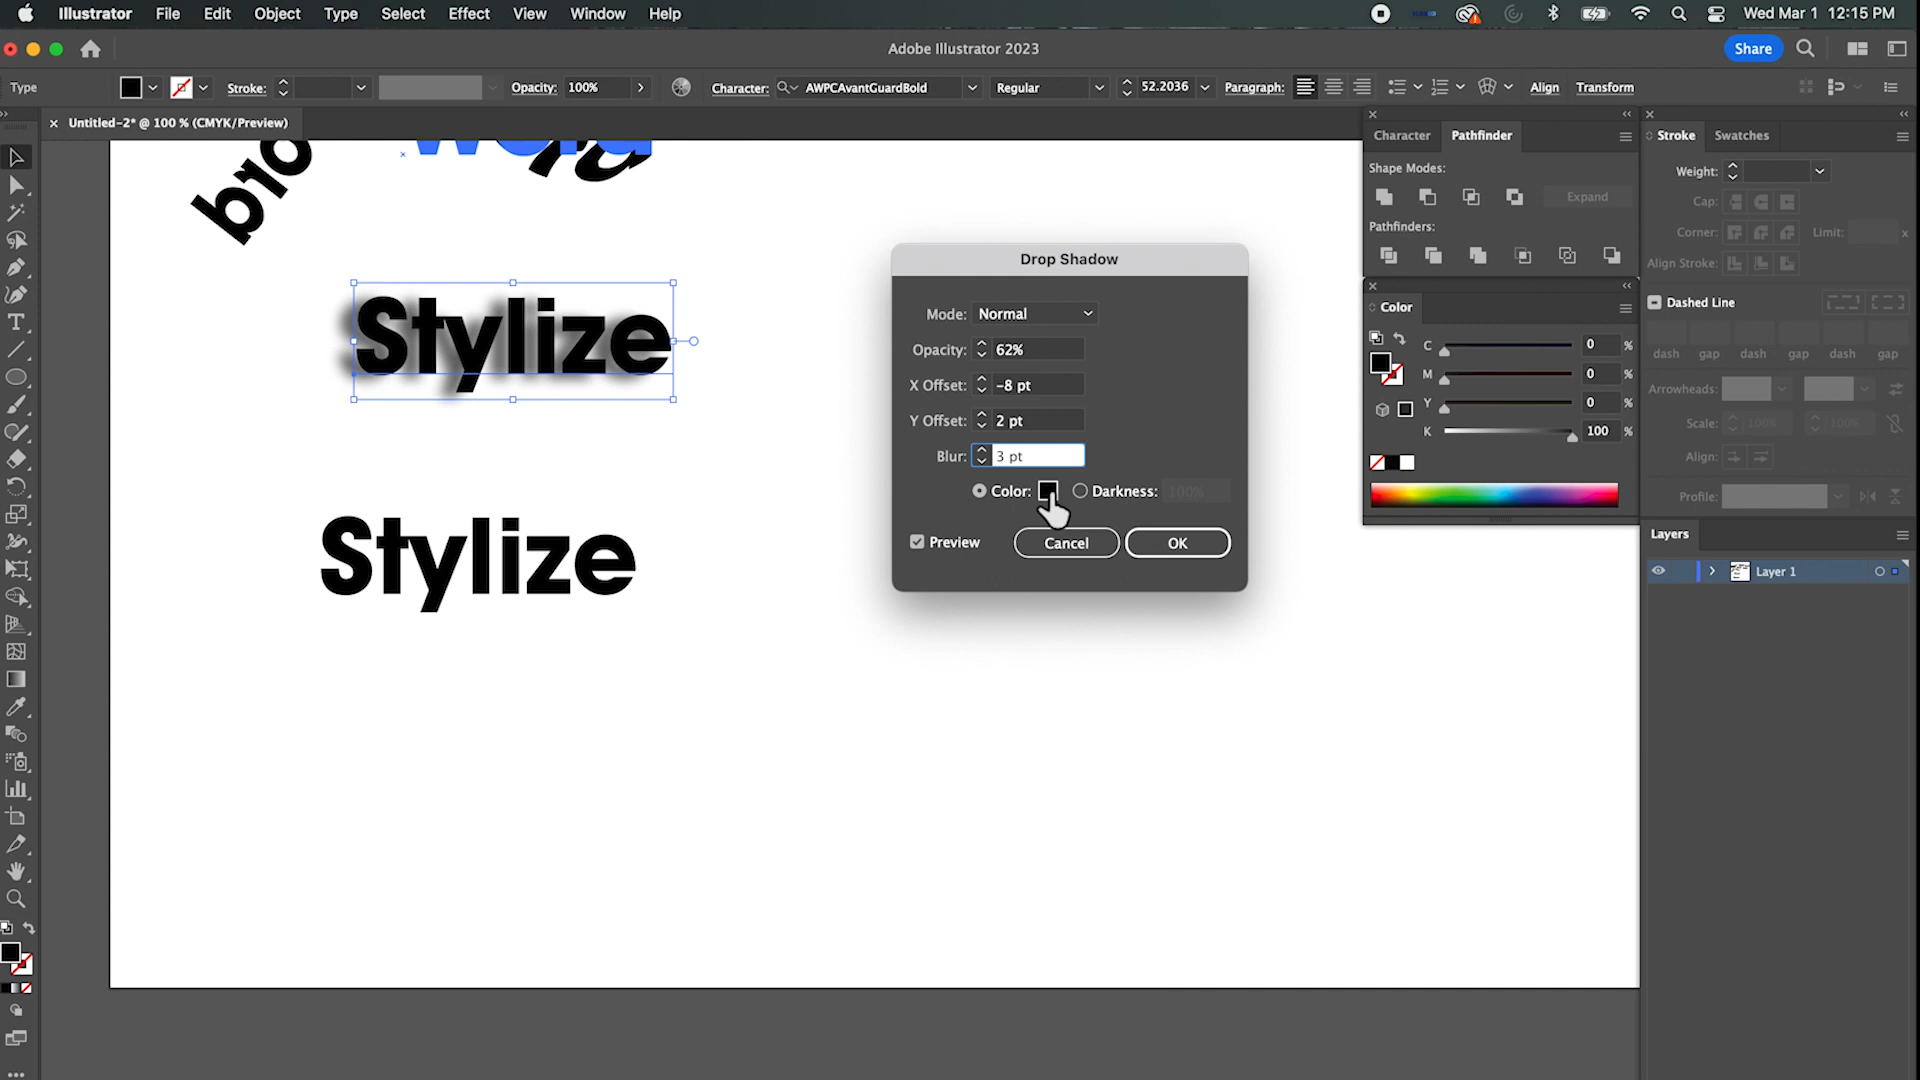 Illustrator File Edit Object Type Select Effect View Window Help Wed Mar 1 12:15 PM
Adobe Illustrator 2023 Share
Type Stroke: Opacity: 100% Character: AWPCAvantGuardBold Regular 52.2036 Paragraph: Align Transform
× Untitled-2* @ 100 % (CMYK/Preview)
Character Pathfinder
Shape Modes:
Expand
Pathfinders:
Color
C 0 %
M 0 %
Y 0 %
K 100 %
Stroke Swatches
Weight:
Cap:
Corner: Limit: x
Align Stroke:
Dashed Line
dash gap dash gap dash gap
Arrowheads:
Scale: 100% 100%
Align:
Profile:
Layers
Layer 1
Stylize
Stylize
Drop Shadow
Mode: Normal
Opacity: 62%
X Offset: -8 pt
Y Offset: 2 pt
Blur: 3 pt
Color: Darkness: 100%
Preview Cancel OK